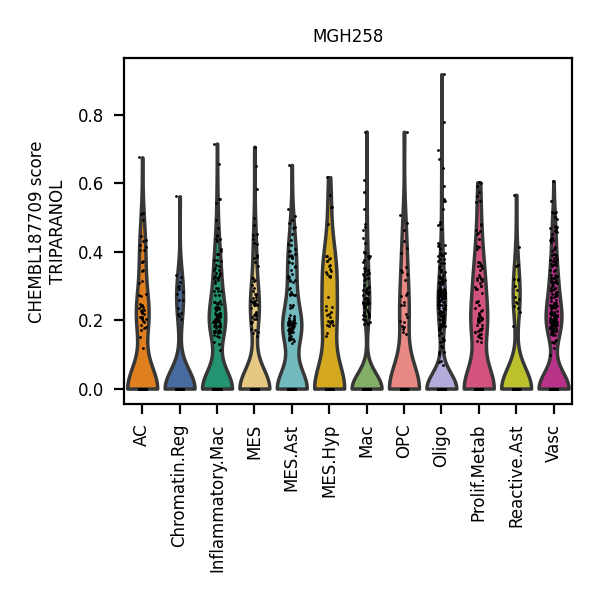 MGH258
CHEMBL187709 score
TRIPARANOL
0.8
0.6
0.4
0.2
0.0
AC
Chromatin.Reg
Inflammatory.Mac
MES
MES.Ast
MES.Hyp
Mac
OPC
Oligo
Prolif.Metab
Reactive.Ast
Vasc